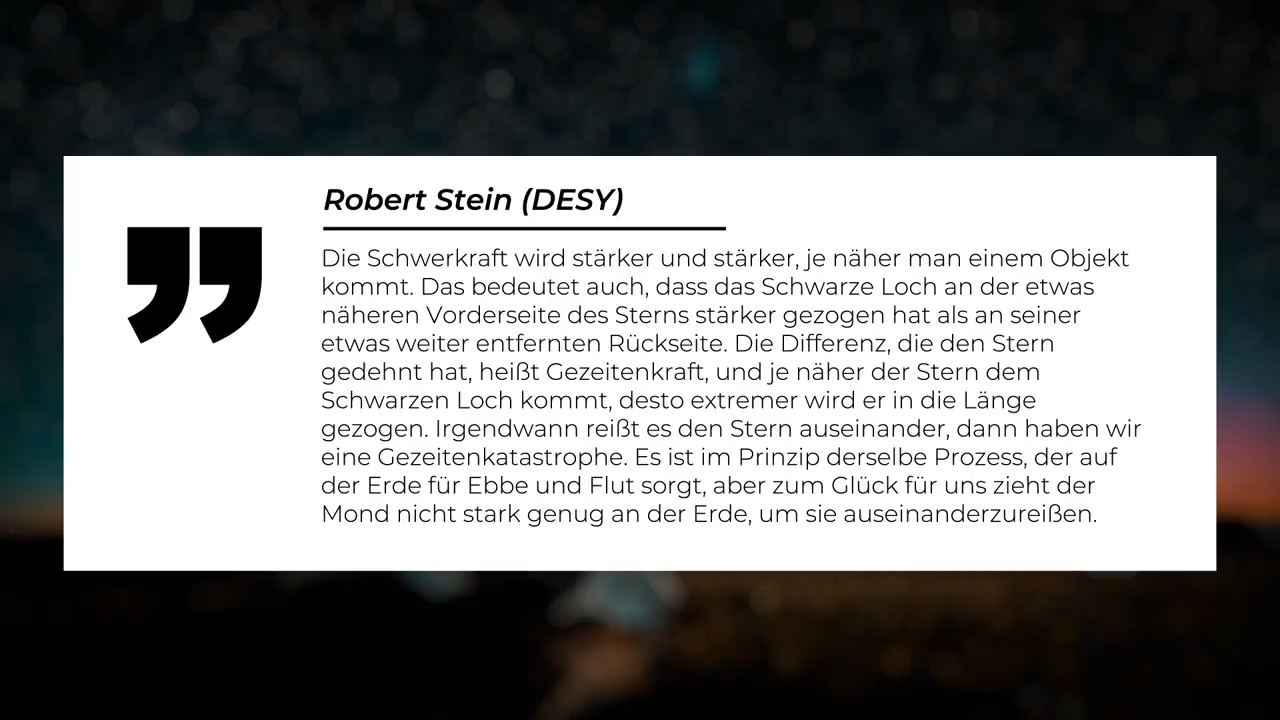 Robert Stein (DESY)
Die Schwerkraft wird stärker und stärker, je näher man einem Objekt
kommt. Das bedeutet auch, dass das Schwarze Loch an der etwas
näheren Vorderseite des Sterns stärker gezogen hat als an seiner
etwas weiter entfernten Rückseite. Die Differenz, die den Stern
gedehnt hat, heißt Gezeitenkraft, und je näher der Stern dem
Schwarzen Loch kommt, desto extremer wird er in die Länge
gezogen. Irgendwann reißt es den Stern auseinander, dann haben wir
eine Gezeitenkatastrophe. Es ist im Prinzip derselbe Prozess, der auf
der Erde für Ebbe und Flut sorgt, aber zum Glück für uns zieht der
Mond nicht stark genug an der Erde, um sie auseinanderzureißen.